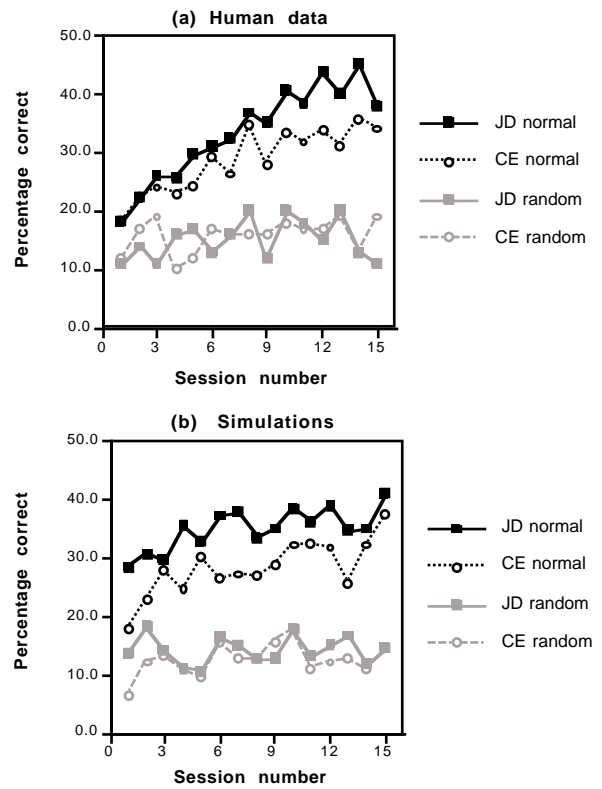 (a) Human data
50.0
40.0
30.0
20.0
10.0
0.0
Percentage correct
0 3 6 9 12 15
Session number
JD normal
CE normal
JD random
CE random
(b) Simulations
50.0
40.0
30.0
20.0
10.0
0.0
Percentage correct
0 3 6 9 12 15
Session number
JD normal
CE normal
JD random
CE random